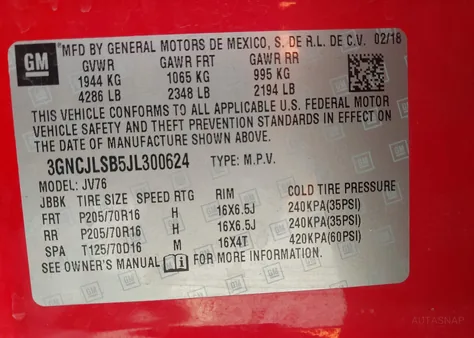 GM
MFD BY GENERAL MOTORS DE MEXICO, S. DE R.L. DE C.V. 02/18
GVWR GAWR FRT GAWR RR
1944 KG 1065 KG 995 KG
4286 LB 2348 LB 2194 LB
THIS VEHICLE CONFORMS TO ALL APPLICABLE U.S. FEDERAL MOTOR
VEHICLE SAFETY AND THEFT PREVENTION STANDARDS IN EFFECT ON
THE DATE OF MANUFACTURE SHOWN ABOVE.
3GNCJLSB5JL300624 TYPE: M.P.V.
MODEL: JV76
JBBK TIRE SIZE SPEED RTG RIM COLD TIRE PRESSURE
FRT P205/70R16 H 16X6.5J 240KPA(35PSI)
RR P205/70R16 H 16X6.5J 240KPA(35PSI)
SPA T125/70D16 M 16X4T 420KPA(60PSI)
SEE OWNER'S MANUAL FOR MORE INFORMATION.
AUTASNAP